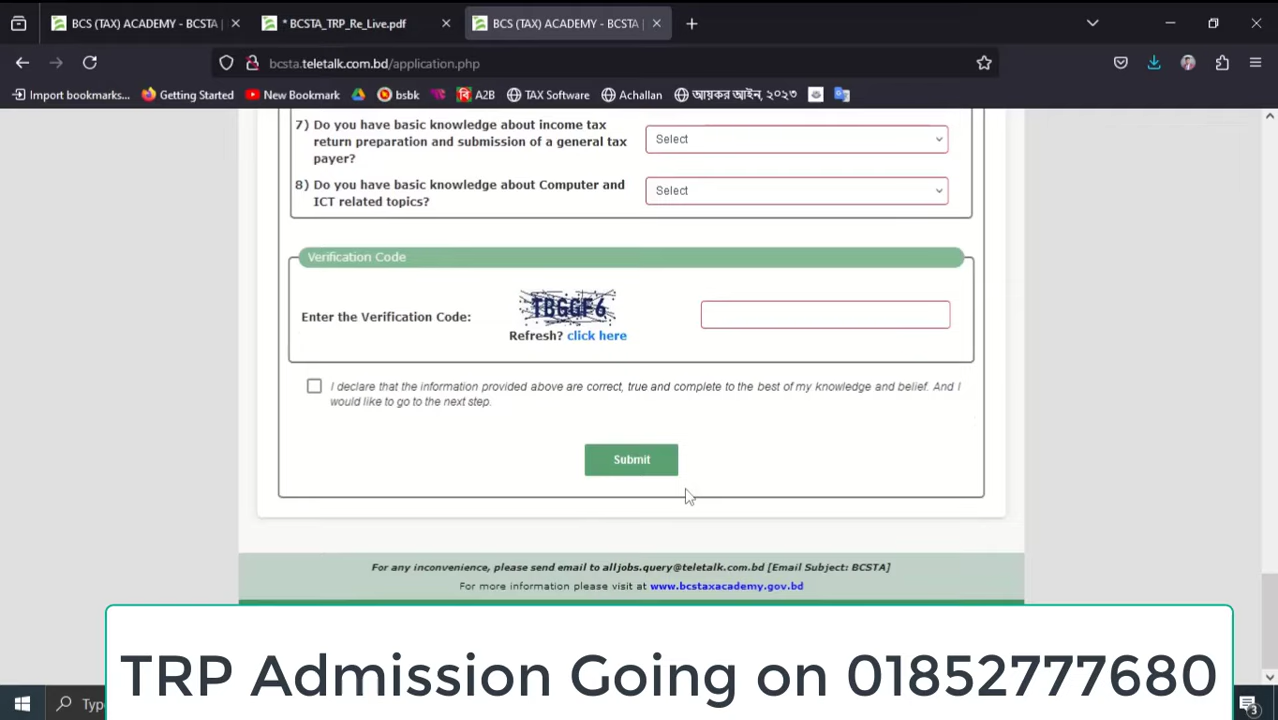 BCS (TAX) ACADEMY - BCSTA
* BCSTA_TRP_Re_Live.pdf
BCS (TAX) ACADEMY - BCSTA
bcsta.teletalk.com.bd/application.php
Import bookmarks...
Getting Started
New Bookmark
bsbk
A2B
TAX Software
Achallan
আয়কর আইন, ২০২৩
7) Do you have basic knowledge about income tax
return preparation and submission of a general tax
payer?
Select
8) Do you have basic knowledge about Computer and
ICT related topics?
Select
Verification Code
Enter the Verification Code:
TBGGF6
Refresh? click here
I declare that the information provided above are correct, true and complete to the best of my knowledge and belief. And I
would like to go to the next step.
Submit
For any inconvenience, please send email to alljobs.query@teletalk.com.bd [Email Subject: BCSTA]
For more information please visit at www.bcstaxacademy.gov.bd
TRP Admission Going on 01852777680
Typ
3